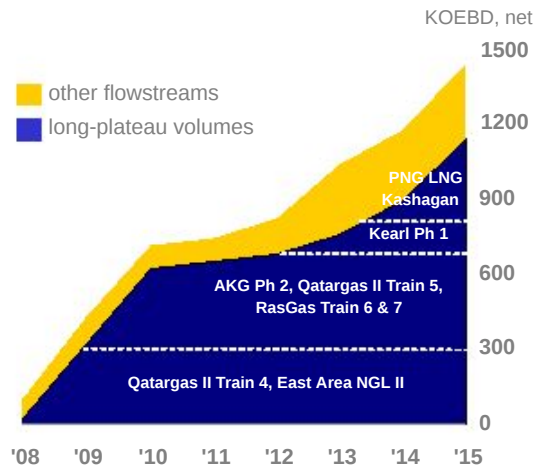 KOEBD, net
1500
other flowstreams
long-plateau volumes
1200
PNG LNG
Kashagan
900
Kearl Ph 1
600
AKG Ph 2, Qatargas II Train 5,
RasGas Train 6 & 7
300
Qatargas II Train 4, East Area NGL II
0
'08 '09 '10 '11 '12 '13 '14 '15